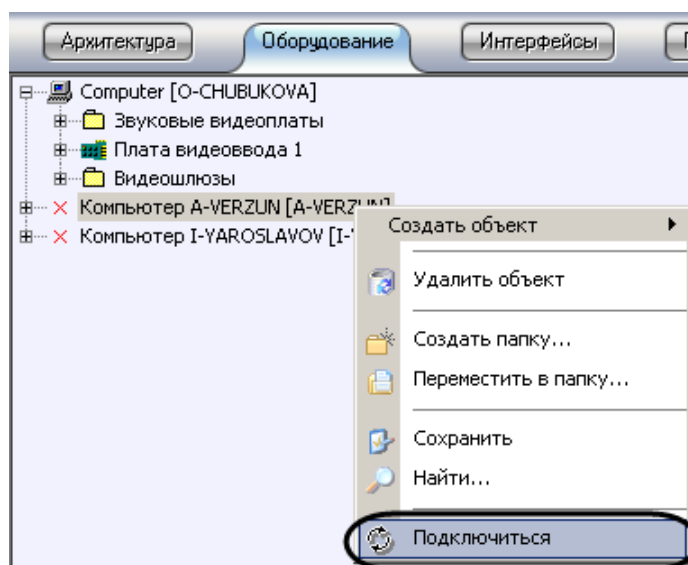 Архитектура Оборудование Интерфейсы
Computer [O-CHUBUKOVA]
Звуковые видеоплаты
Плата видеоввода 1
Видеошлюзы
Компьютер A-VERZUN [A-VERZUN]
Компьютер I-YAROSLAVOV [I-
Создать объект
Удалить объект
Создать папку...
Переместить в папку...
Сохранить
Найти...
Подключиться